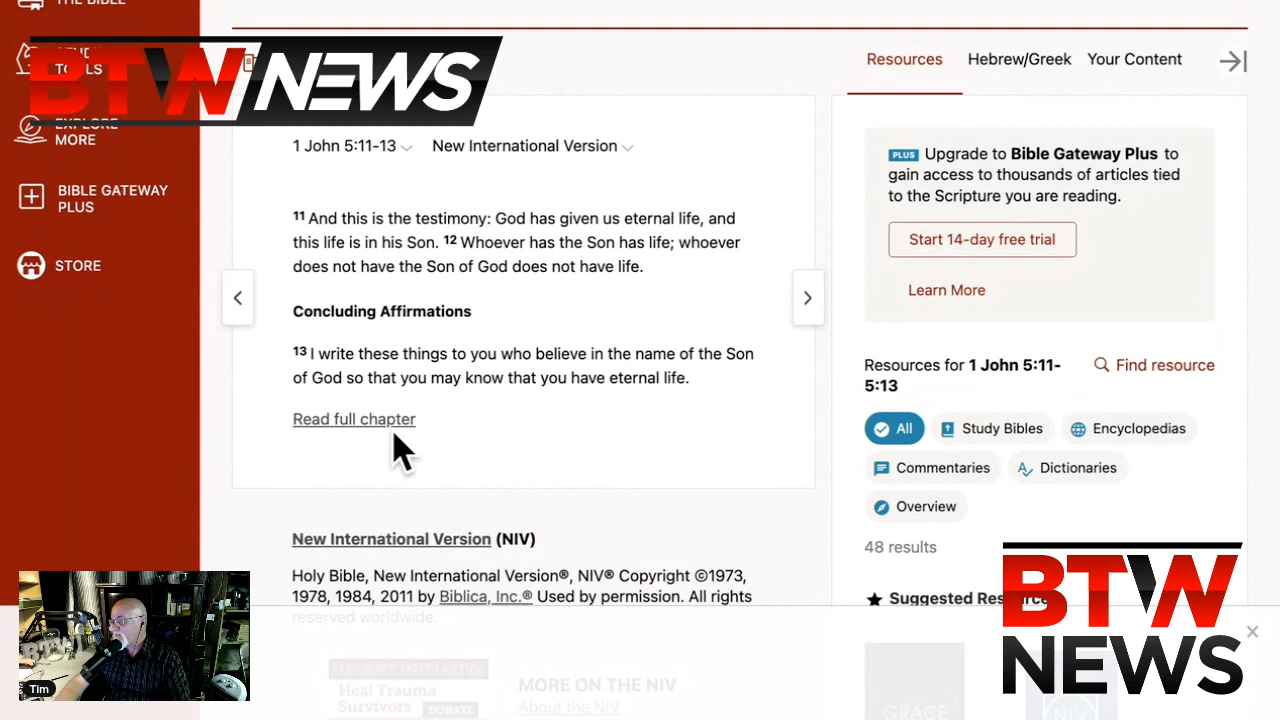 THE BIBLE
STUDY
TOOLS
EXPLORE
MORE
BIBLE GATEWAY
PLUS
STORE
BTW NEWS
1 John 5:11-13
New International Version
11 And this is the testimony: God has given us eternal life, and
this life is in his Son. 12 Whoever has the Son has life; whoever
does not have the Son of God does not have life.
Concluding Affirmations
13 I write these things to you who believe in the name of the Son
of God so that you may know that you have eternal life.
Read full chapter
New International Version (NIV)
Holy Bible, New International Version®, NIV® Copyright ©1973,
1978, 1984, 2011 by Biblica, Inc.® Used by permission. All rights
reserved worldwide.
URGENT INITIATIVE
Heal Trauma
Survivors
DONATE
MORE ON THE NIV
About the NIV
Resources
Hebrew/Greek
Your Content
PLUS Upgrade to Bible Gateway Plus to
gain access to thousands of articles tied
to the Scripture you are reading.
Start 14-day free trial
Learn More
Resources for 1 John 5:11-
5:13
Find resource
All
Study Bibles
Encyclopedias
Commentaries
Dictionaries
Overview
48 results
Suggested Resources
GRACE
NIV
BTW
NEWS
Tim